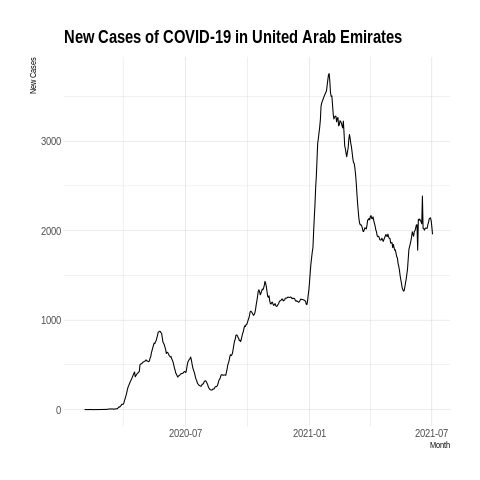 New Cases of COVID-19 in United Arab Emirates
New Cases
3000
2000
1000
0
2020-07
2021-01
2021-07
Month